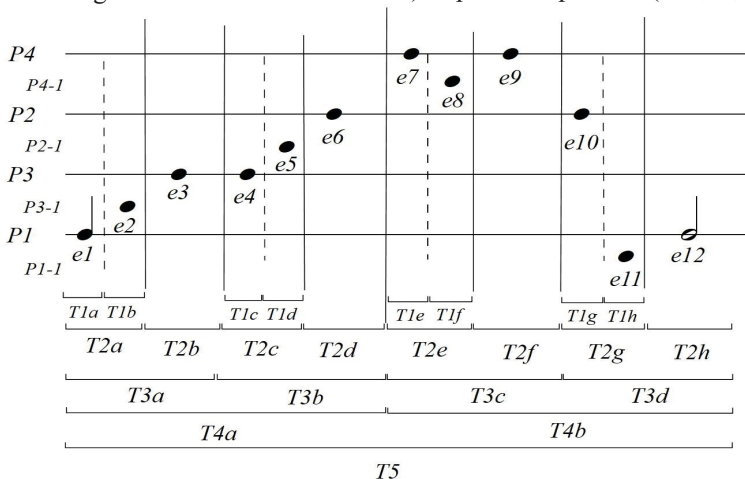 P4
e7
e9
P4-1
e8
P2
e6
e10
P2-1
e5
P3
e3
e4
P3-1
e2
P1
e1
e11
e12
P1-1
T1a T1b T1c T1d T1e T1f T1g T1h
T2a T2b T2c T2d T2e T2f T2g T2h
T3a T3b T3c T3d
T4a T4b
T5